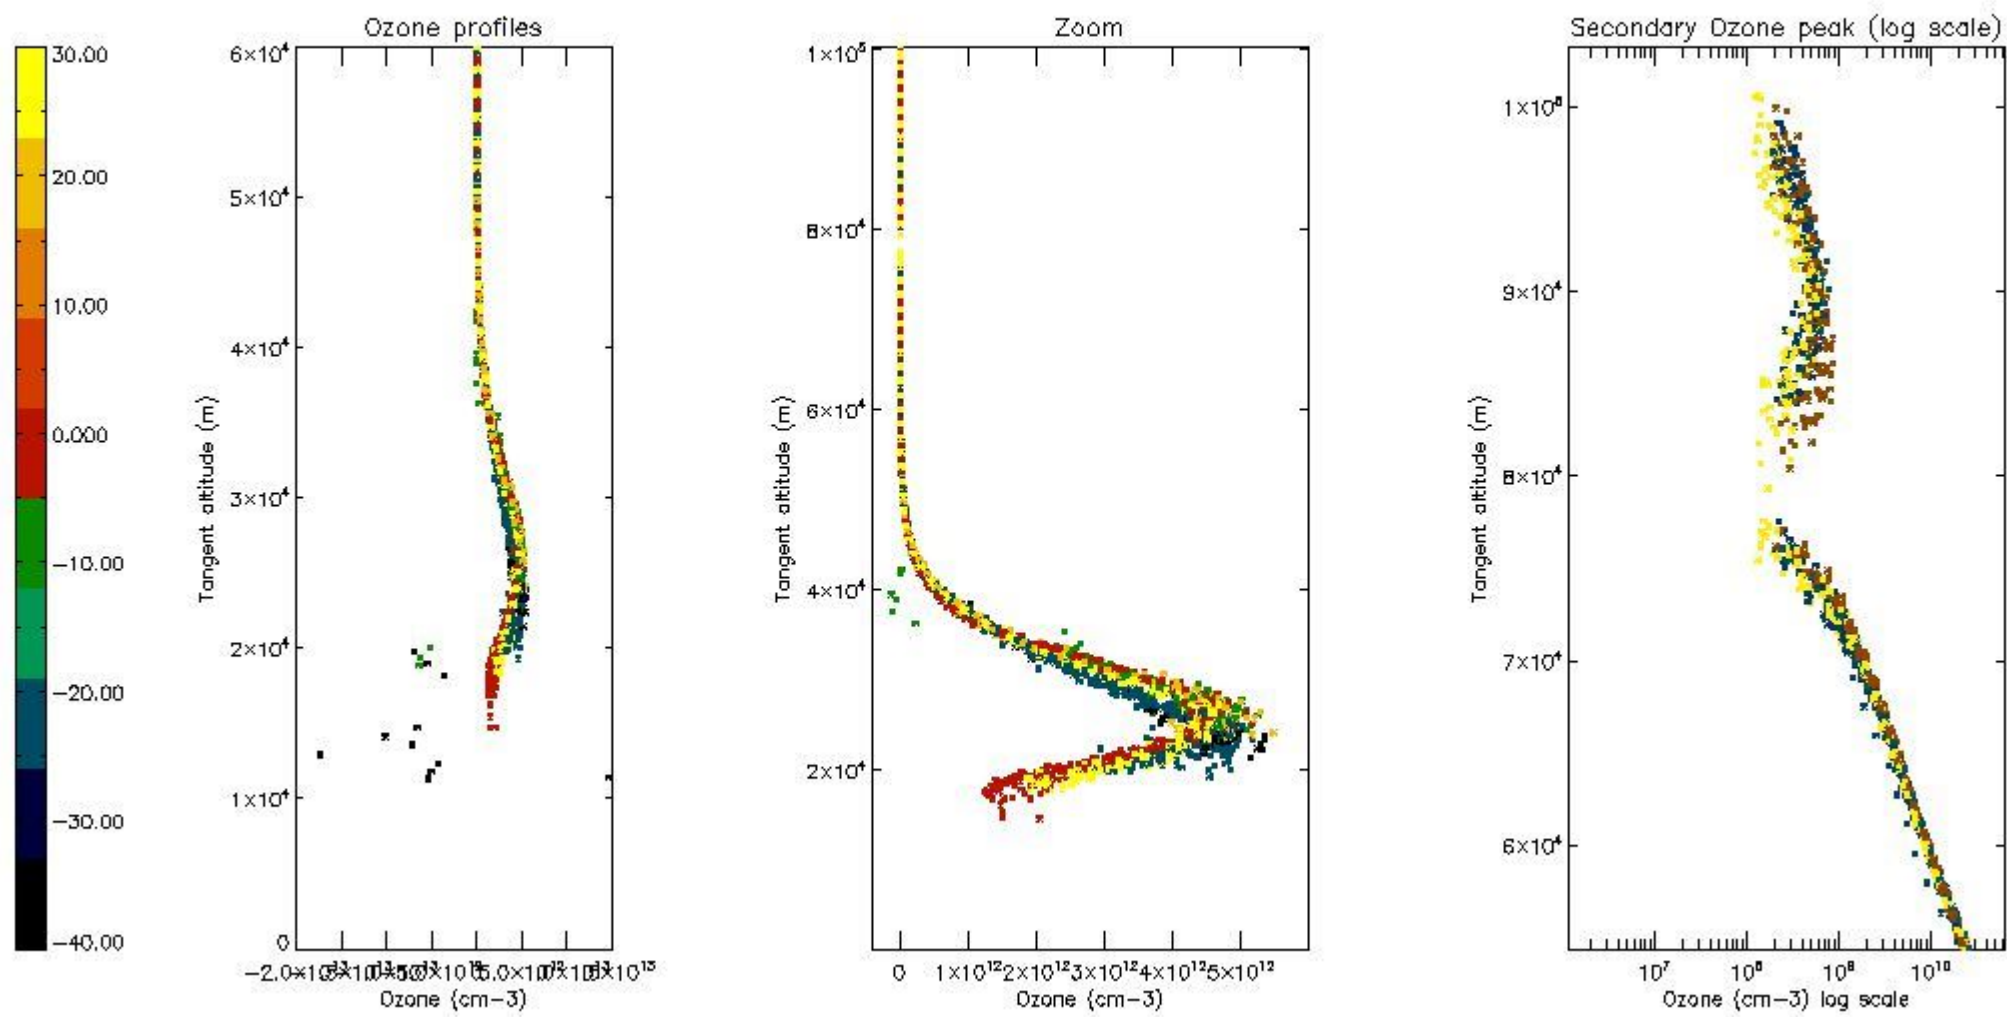 Ozone profiles
Zoom
Secondary Ozone peak (log scale)
30.00
20.00
10.00
0.000
−10.00
−20.00
−30.00
−40.00
6×10⁴
5×10⁴
4×10⁴
3×10⁴
2×10⁴
1×10⁴
0
Tangent altitude (m)
Ozone (cm−3)
1×10⁵
8×10⁴
6×10⁴
4×10⁴
2×10⁴
Tangent altitude (m)
0 1×10¹² 2×10¹² 3×10¹² 4×10¹² 5×10¹²
Ozone (cm−3)
9×10⁴
8×10⁴
7×10⁴
6×10⁴
Tangent altitude (m)
10⁷ 10⁸ 10⁹ 10¹⁰
Ozone (cm−3) log scale